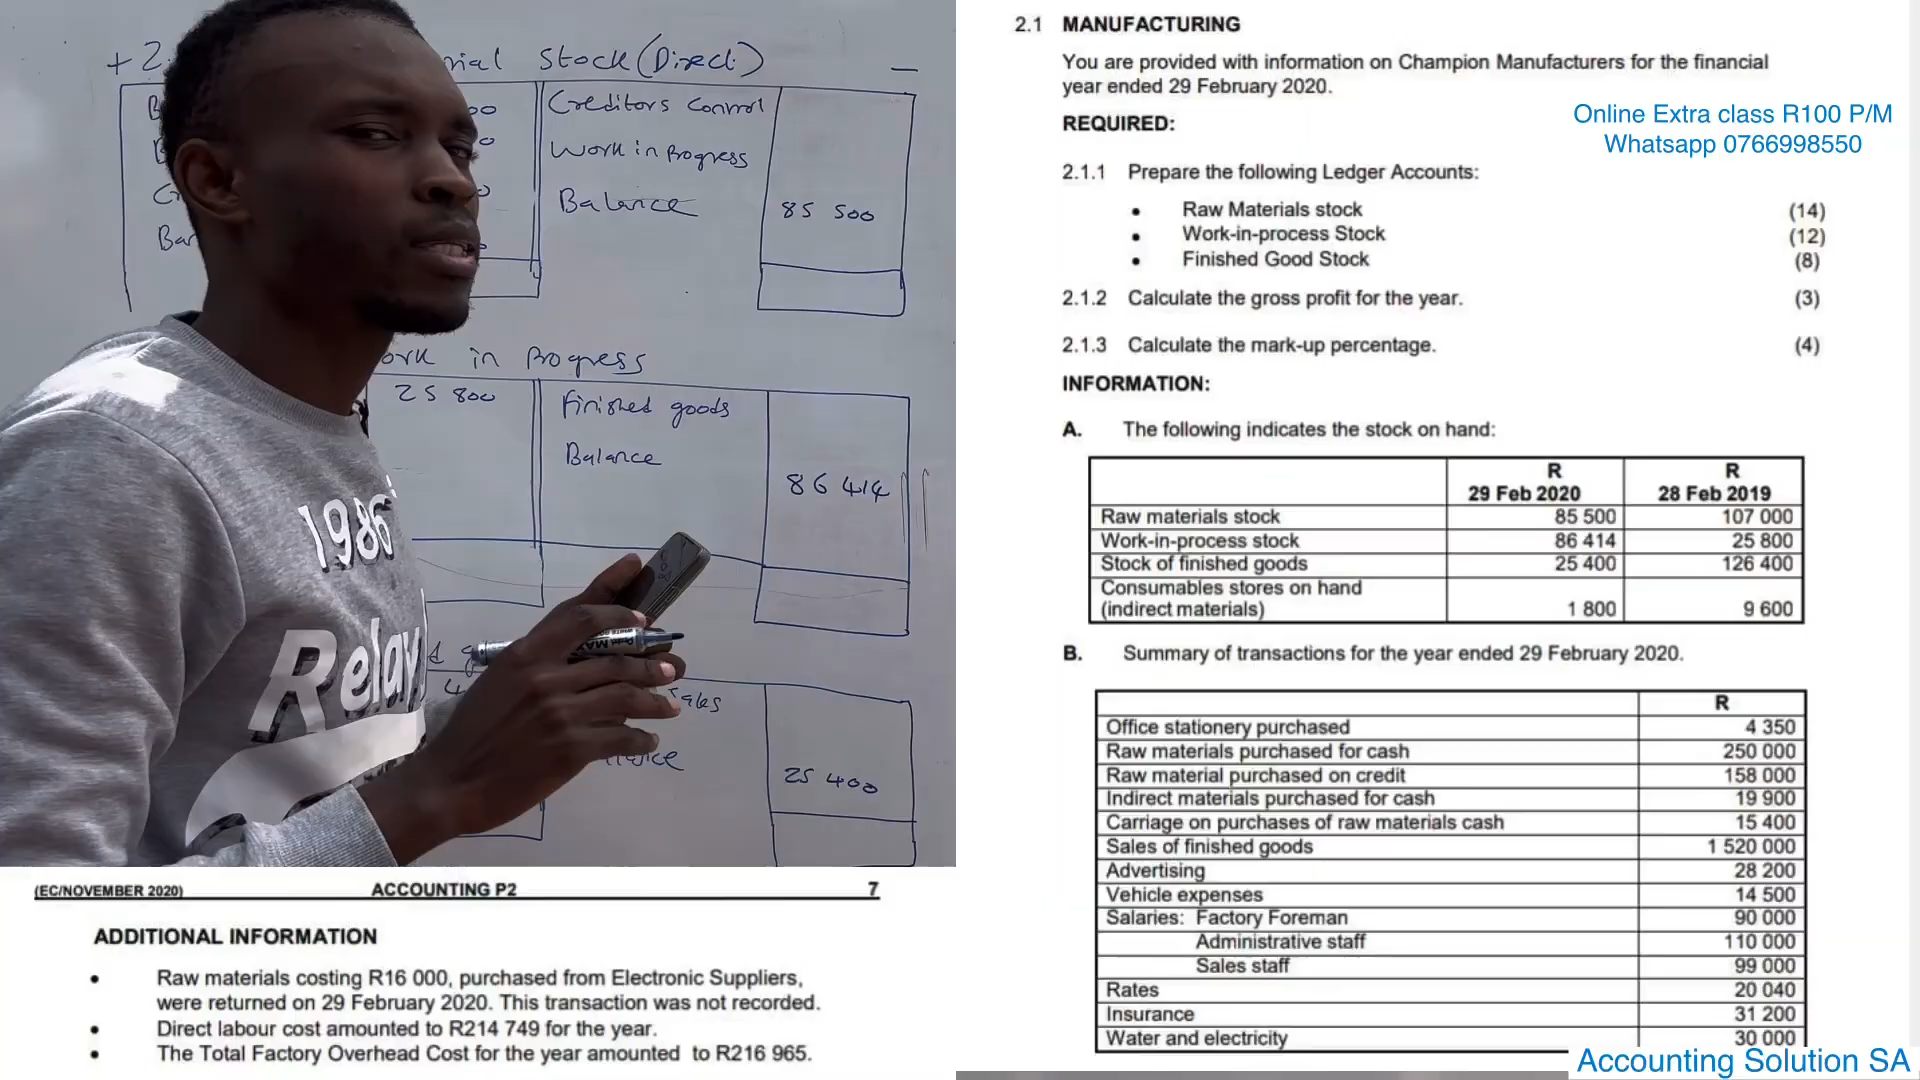 +2
rial Stock (Direct) –
00 Creditors Control
Work in Progress
Balance 85 500
Ban
ork in Progress
25 800 Finished goods
Balance
86 414
25 400
1986
Relay
2.1 MANUFACTURING
You are provided with information on Champion Manufacturers for the financial
year ended 29 February 2020.
Online Extra class R100 P/M
Whatsapp 0766998550
REQUIRED:
2.1.1 Prepare the following Ledger Accounts:
• Raw Materials stock (14)
• Work-in-process Stock (12)
• Finished Good Stock (8)
2.1.2 Calculate the gross profit for the year. (3)
2.1.3 Calculate the mark-up percentage. (4)
INFORMATION:
A. The following indicates the stock on hand:
R R
29 Feb 2020 28 Feb 2019
Raw materials stock 85 500 107 000
Work-in-process stock 86 414 25 800
Stock of finished goods 25 400 126 400
Consumables stores on hand
(indirect materials) 1 800 9 600
B. Summary of transactions for the year ended 29 February 2020.
R
Office stationery purchased 4 350
Raw materials purchased for cash 250 000
Raw material purchased on credit 158 000
Indirect materials purchased for cash 19 900
Carriage on purchases of raw materials cash 15 400
Sales of finished goods 1 520 000
Advertising 28 200
Vehicle expenses 14 500
Salaries: Factory Foreman 90 000
Administrative staff 110 000
Sales staff 99 000
Rates 20 040
Insurance 31 200
Water and electricity 30 000
Accounting Solution SA
(EC/NOVEMBER 2020) ACCOUNTING P2 7
ADDITIONAL INFORMATION
• Raw materials costing R16 000, purchased from Electronic Suppliers,
were returned on 29 February 2020. This transaction was not recorded.
• Direct labour cost amounted to R214 749 for the year.
• The Total Factory Overhead Cost for the year amounted to R216 965.